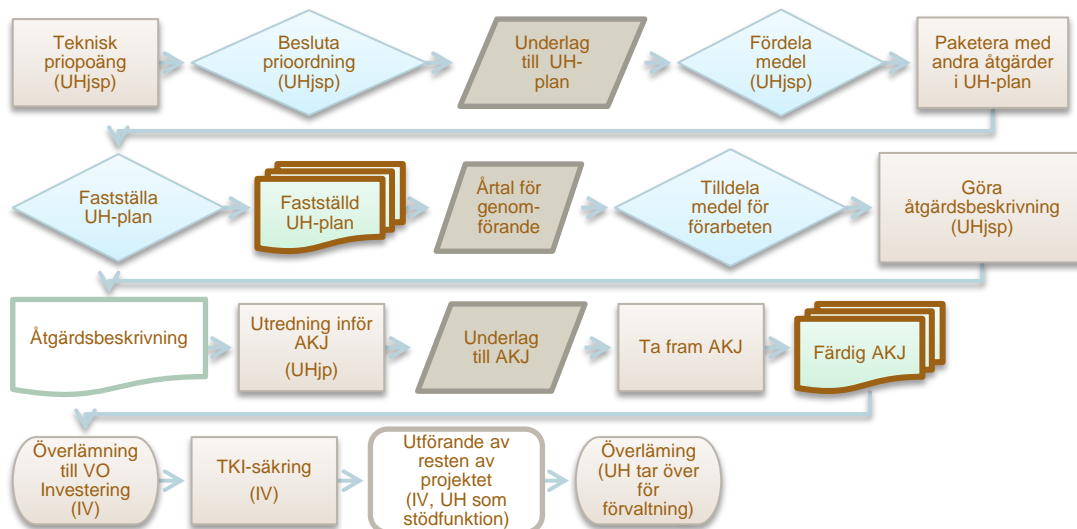 Teknisk
priopoäng
(UHjsp)
Besluta
prioordning
(UHjsp)
Underlag
till UH-
plan
Fördela
medel
(UHjsp)
Paketera med
andra åtgärder
i UH-plan
Fastställa
UH-plan
Fastställd
UH-plan
Årtal för
genom-
förande
Tilldela
medel för
förarbeten
Göra
åtgärdsbeskrivning
(UHjsp)
Åtgärdsbeskrivning
Utredning inför
AKJ
(UHjp)
Underlag
till AKJ
Ta fram AKJ
Färdig AKJ
Överlämning
till VO
Investering
(IV)
TKI-säkring
(IV)
Utförande av
resten av
projektet
(IV, UH som
stödfunktion)
Överläming
(UH tar över
för
förvaltning)